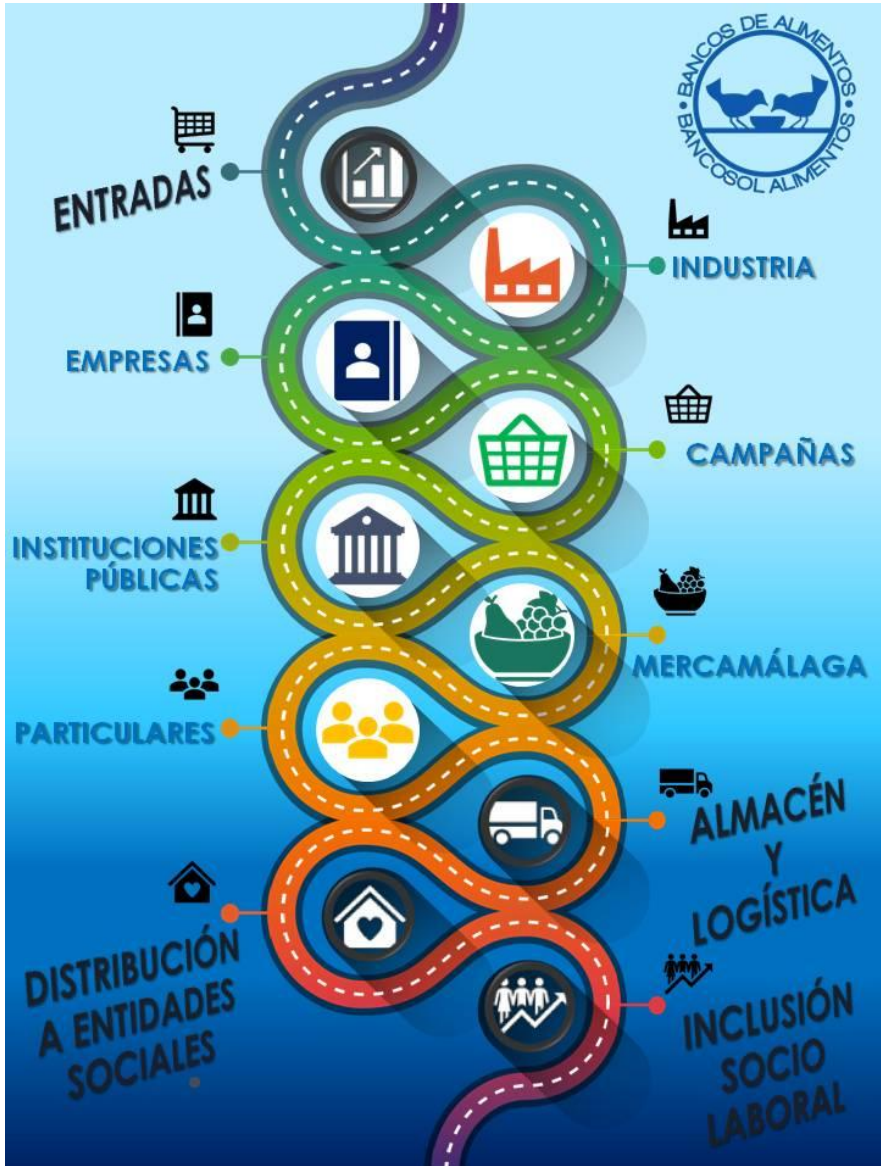 BANCOS DE ALIMENTOS
BANCOSOL ALIMENTOS
ENTRADAS
INDUSTRIA
EMPRESAS
CAMPAÑAS
INSTITUCIONES
PÚBLICAS
MERCAMÁLAGA
PARTICULARES
ALMACÉN
Y
LOGÍSTICA
DISTRIBUCIÓN
A ENTIDADES
SOCIALES
INCLUSIÓN
SOCIO
LABORAL